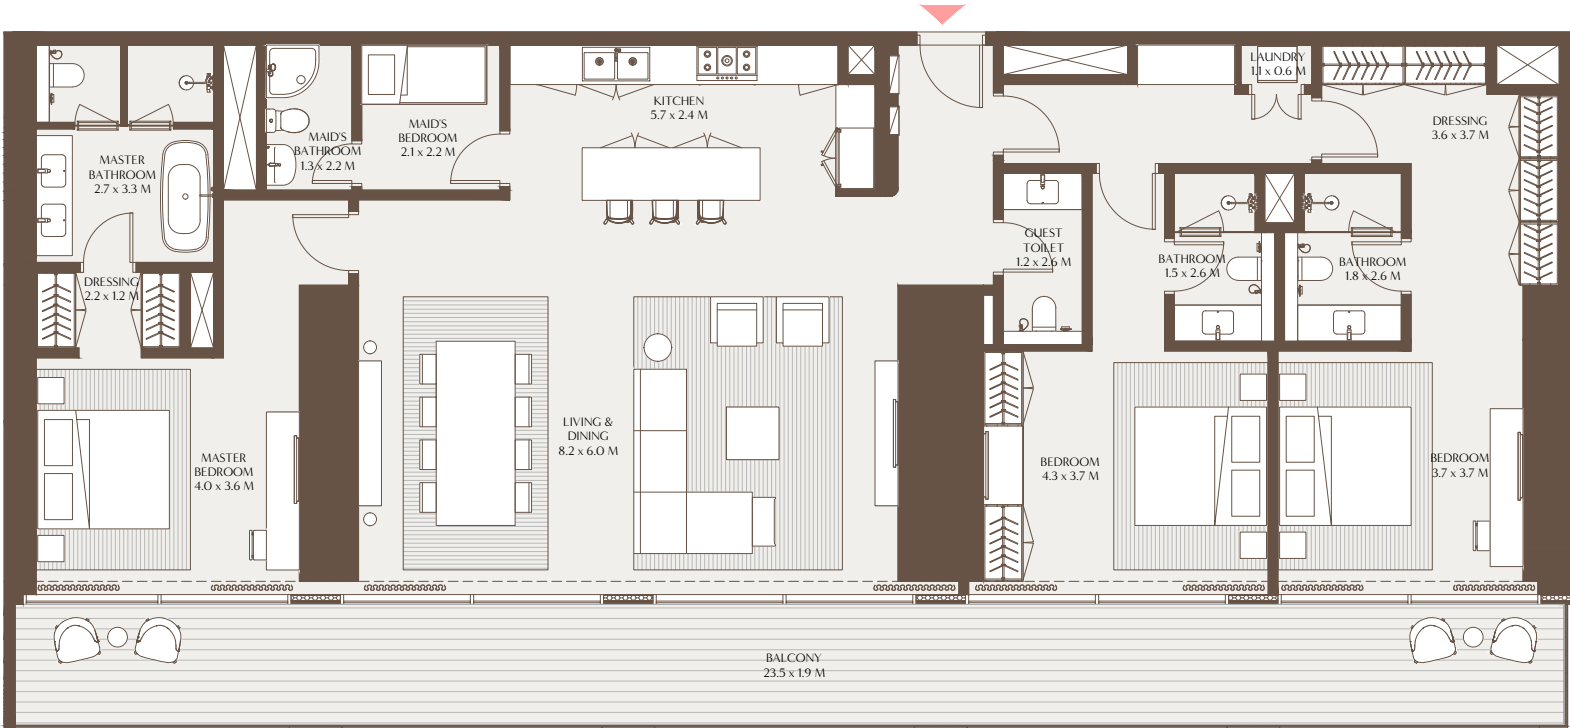 LAUNDRY
1.1 x 0.6 M
KITCHEN
5.7 x 2.4 M
MAID'S
BEDROOM
2.1 x 2.2 M
MAID'S
BATHROOM
1.3 x 2.2 M
DRESSING
3.6 x 3.7 M
MASTER
BATHROOM
2.7 x 3.3 M
GUEST
TOILET
1.2 x 2.6 M
BATHROOM
1.5 x 2.6 M
BATHROOM
1.8 x 2.6 M
DRESSING
2.2 x 1.2 M
LIVING &
DINING
8.2 x 6.0 M
MASTER
BEDROOM
4.0 x 3.6 M
BEDROOM
4.3 x 3.7 M
BEDROOM
3.7 x 3.7 M
BALCONY
23.5 x 1.9 M